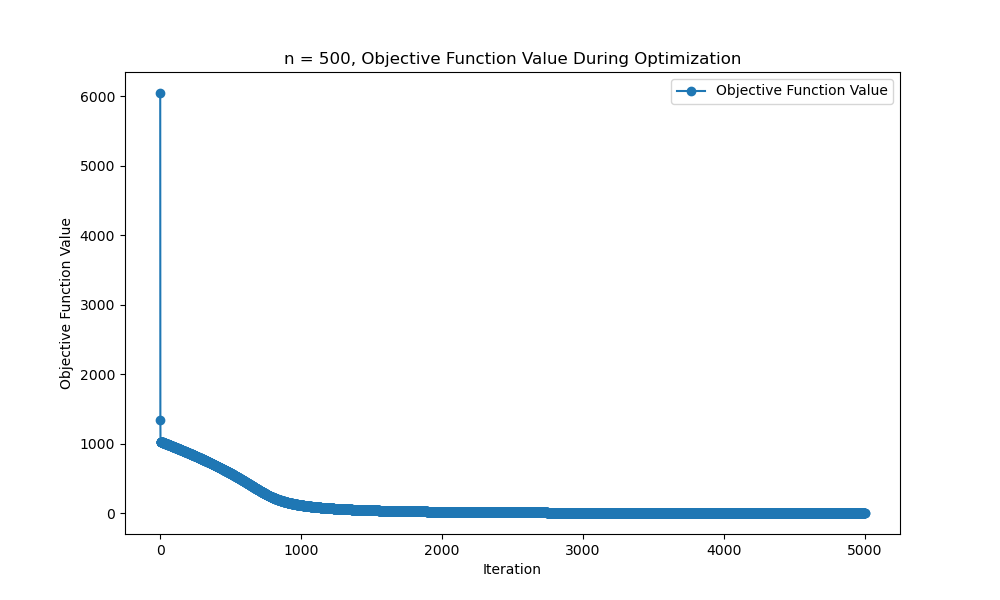 n = 500, Objective Function Value During Optimization
Objective Function Value
6000
5000
4000
3000
2000
1000
0
Objective Function Value
0 1000 2000 3000 4000 5000
Iteration